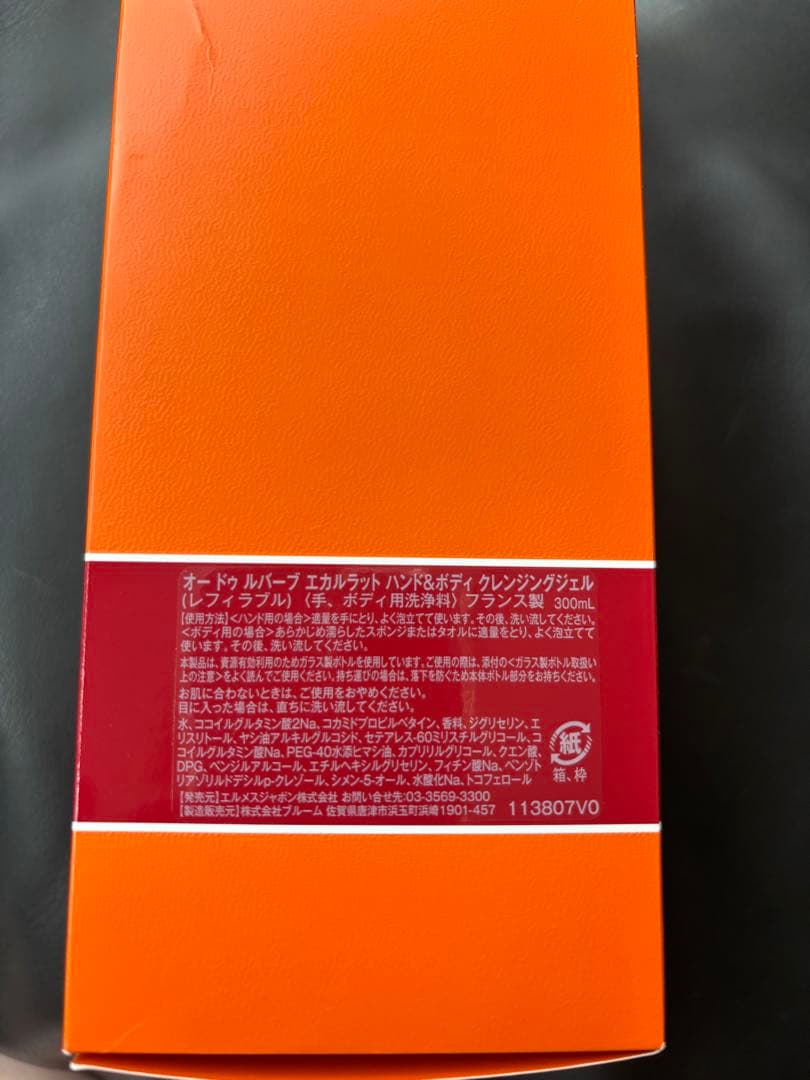 オー ドゥ ルバーブ エカルラット ハンド&ボディ クレンジングジェル
(レフィラブル)〈手、ボディ用洗浄料〉フランス製 300mL
【使用方法】<ハンド用の場合>適量を手にとり、よく泡立てて使います。その後、洗い流してください。
<ボディ用の場合>あらかじめ濡らしたスポンジまたはタオルに適量をとり、よく泡立てて
使います。その後、洗い流してください。
本製品は、資源有効利用のためガラス製ボトルを使用しています。ご使用の際は、添付の<ガラス製ボトル取扱い
上の注意>をよく読んでご使用ください。持ち運びの場合は、落下を防ぐため本体ボトル部分をお持ちください。
お肌に合わないときは、ご使用をおやめください。
目に入った場合は、直ちに洗い流してください。
水、ココイルグルタミン酸2Na、コカミドプロピルベタイン、香料、ジグリセリン、エ
リスリトール、ヤシ油アルキルグルコシド、セテアレス-60ミリスチルグリコール、コ
コイルグルタミン酸Na、PEG-40水添ヒマシ油、カプリリルグリコール、クエン酸、
DPG、ベンジルアルコール、エチルヘキシルグリセリン、フィチン酸Na、ベンゾト
リアゾリルドデシルp-クレゾール、シメン-5-オール、水酸化Na、トコフェロール
紙
箱、枠
【発売元】エルメスジャポン株式会社 お問い合せ先:03-3569-3300
【製造販売元】株式会社ブルーム 佐賀県唐津市浜玉町浜崎1901-457 113807V0